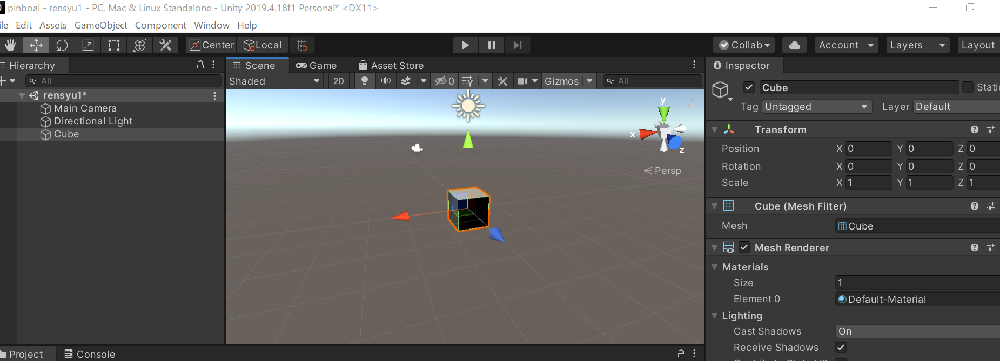 pinboal - rensyu1 - PC, Mac & Linux Standalone - Unity 2019.4.18f1 Personal* <DX11>
ile Edit Assets GameObject Component Window Help
Center Local Collab Account Layers Layout
Hierarchy
All
rensyu1*
Main Camera
Directional Light
Cube
Scene Game Asset Store
Shaded 2D 0 Gizmos All
y
x
z
Persp
Inspector
Cube Static
Tag Untagged Layer Default
Transform
Position X 0 Y 0 Z 0
Rotation X 0 Y 0 Z 0
Scale X 1 Y 1 Z 1
Cube (Mesh Filter)
Mesh Cube
Mesh Renderer
Materials
Size 1
Element 0 Default-Material
Lighting
Cast Shadows On
Receive Shadows
Project Console